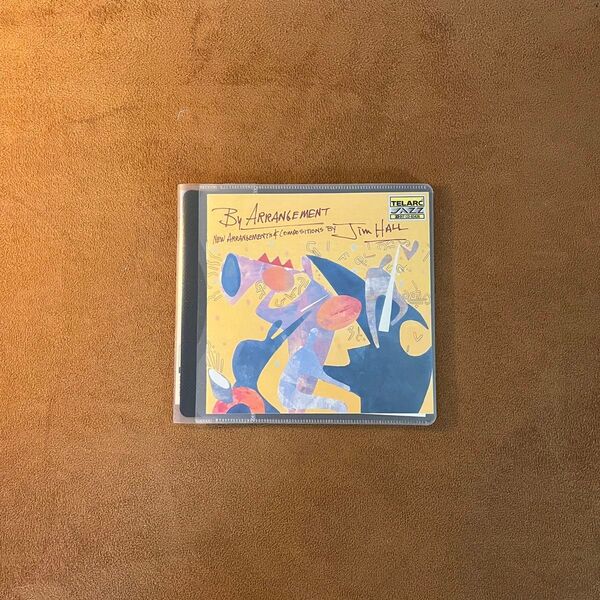 By Arrangement
New Arrangements & Compositions by Jim Hall
TELARC
JAZZ